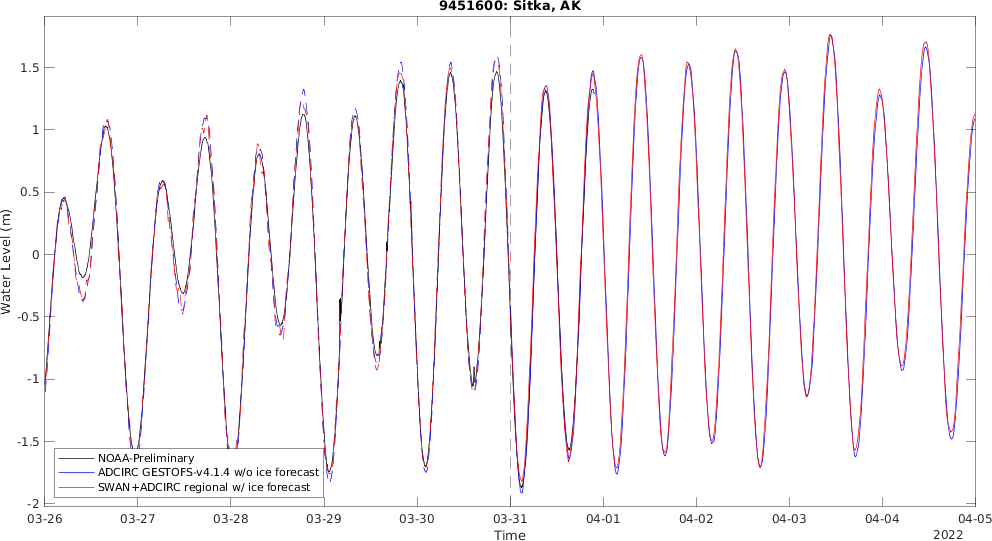 9451600: Sitka, AK
Water Level (m)
1.5
1
0.5
0
-0.5
-1
-1.5
-2
NOAA-Preliminary
ADCIRC GESTOFS-v4.1.4 w/o ice forecast
SWAN+ADCIRC regional w/ ice forecast
03-26 03-27 03-28 03-29 03-30 03-31 04-01 04-02 04-03 04-04 04-05
Time
2022